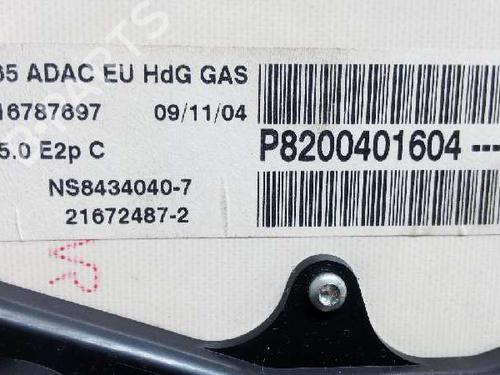 65 ADAC EU HdG GAS
16787697 09/11/04
5.0 E2p C
P8200401604---
NS8434040-7
21672487-2